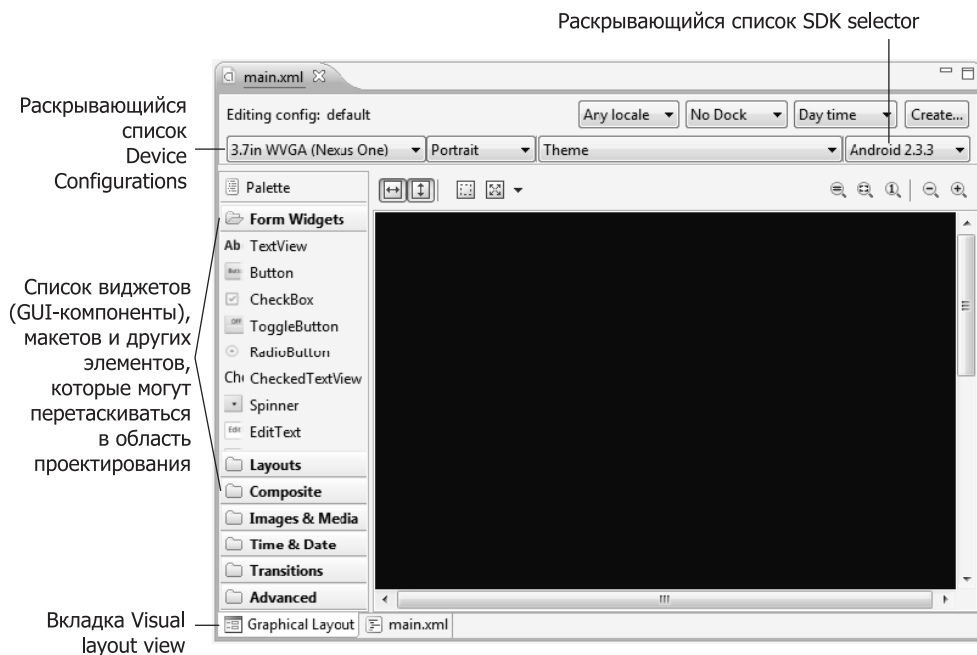 Раскрывающийся список SDK selector
main.xml
Раскрывающийся
список
Device
Configurations
Editing config: default
Any locale
No Dock
Day time
Create...
3.7in WVGA (Nexus One)
Portrait
Theme
Android 2.3.3
Palette
Form Widgets
Ab TextView
Button
CheckBox
OFF ToggleButton
RadioButton
Che CheckedTextView
Spinner
Edit EditText
Список виджетов
(GUI-компоненты),
макетов и других
элементов,
которые могут
перетаскиваться
в область
проектирования
Layouts
Composite
Images & Media
Time & Date
Transitions
Advanced
Вкладка Visual
layout view
Graphical Layout
main.xml